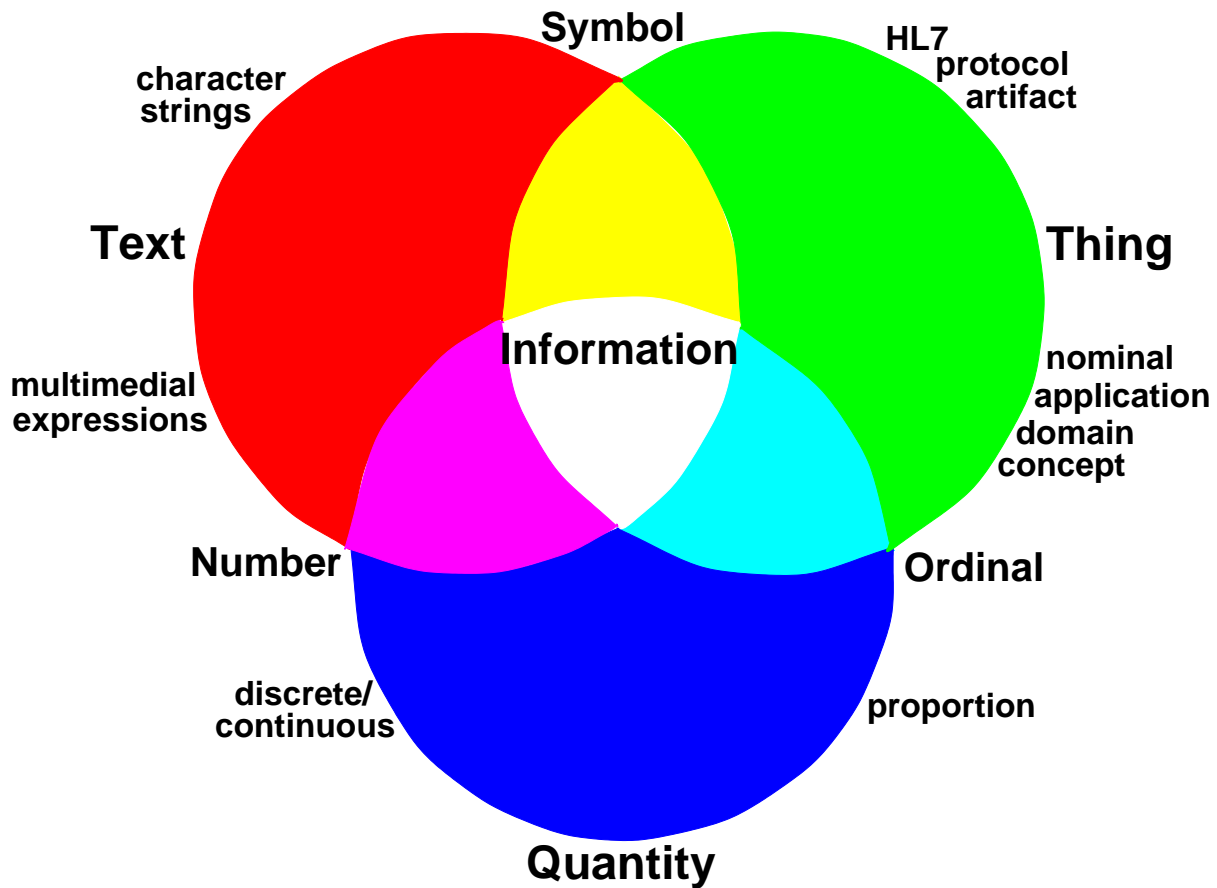 Symbol
HL7
protocol
artifact
character
strings
Text
Thing
Information
nominal
application
domain
concept
multimedial
expressions
Number
Ordinal
discrete/
continuous
proportion
Quantity